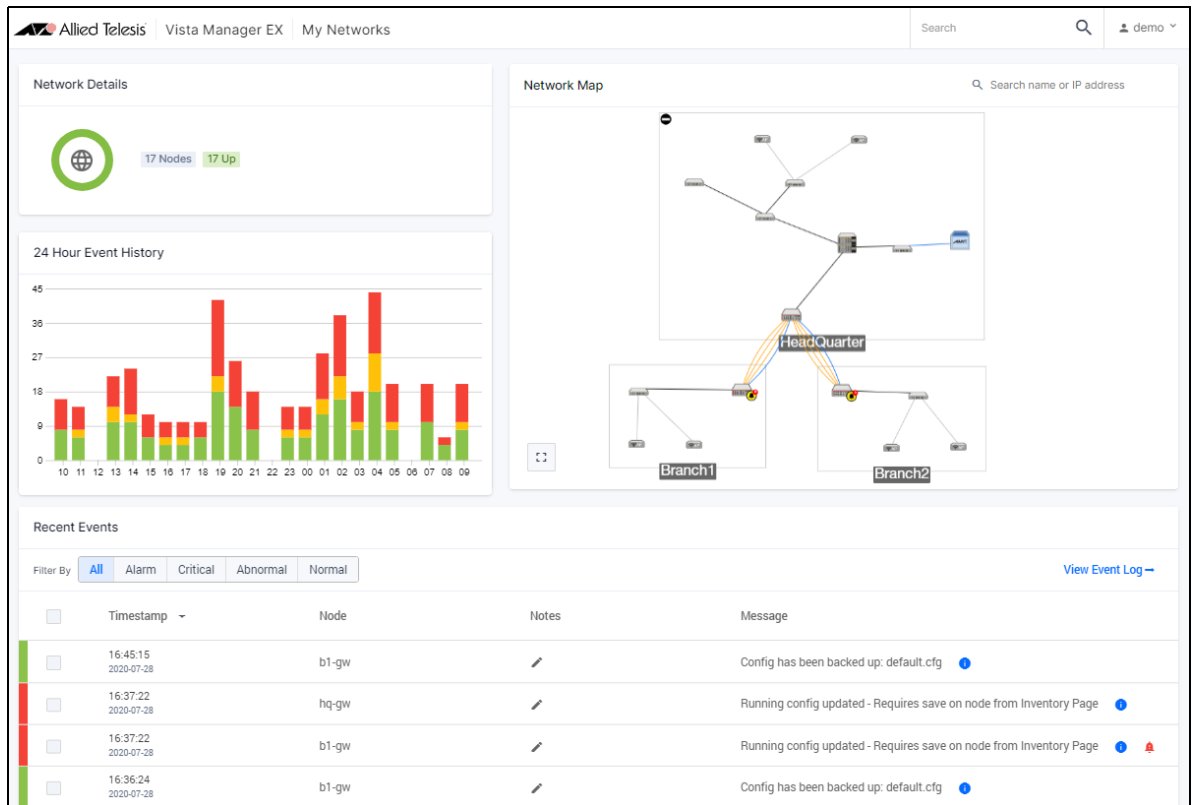 Allied Telesis Vista Manager EX My Networks Search demo
Network Details
17 Nodes 17 Up
24 Hour Event History
45
36
27
18
9
0
10 11 12 13 14 15 16 17 18 19 20 21 22 23 00 01 02 03 04 05 06 07 08 09
Network Map Search name or IP address
HeadQuarter
Branch1 Branch2
Recent Events
Filter By All Alarm Critical Abnormal Normal View Event Log
Timestamp Node Notes Message
16:45:15
2020-07-28
b1-gw Config has been backed up: default.cfg
16:37:22
2020-07-28
hq-gw Running config updated - Requires save on node from Inventory Page
16:37:22
2020-07-28
b1-gw Running config updated - Requires save on node from Inventory Page
16:36:24
2020-07-28
b1-gw Config has been backed up: default.cfg